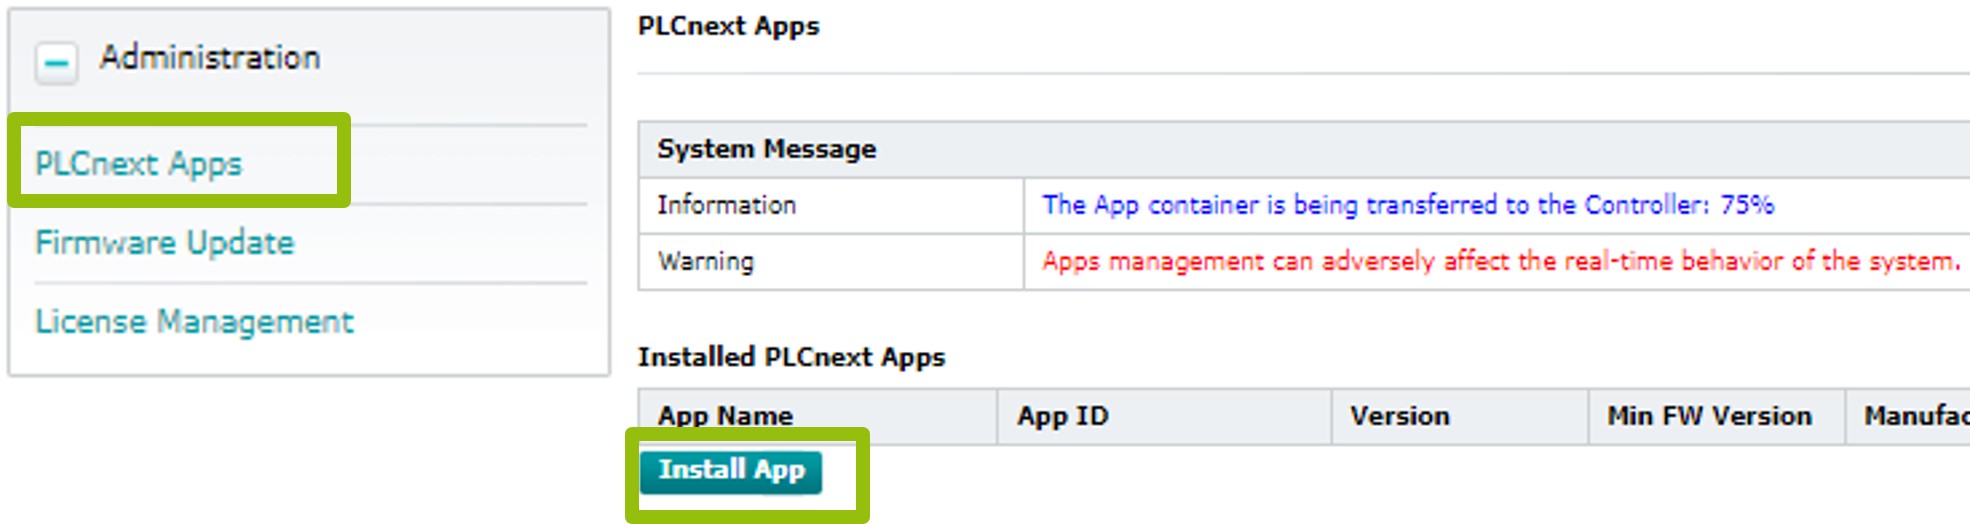 Administration
PLCnext Apps
Firmware Update
License Management
PLCnext Apps
System Message
Information The App container is being transferred to the Controller: 75%
Warning Apps management can adversely affect the real-time behavior of the system.
Installed PLCnext Apps
App Name App ID Version Min FW Version Manufac
Install App